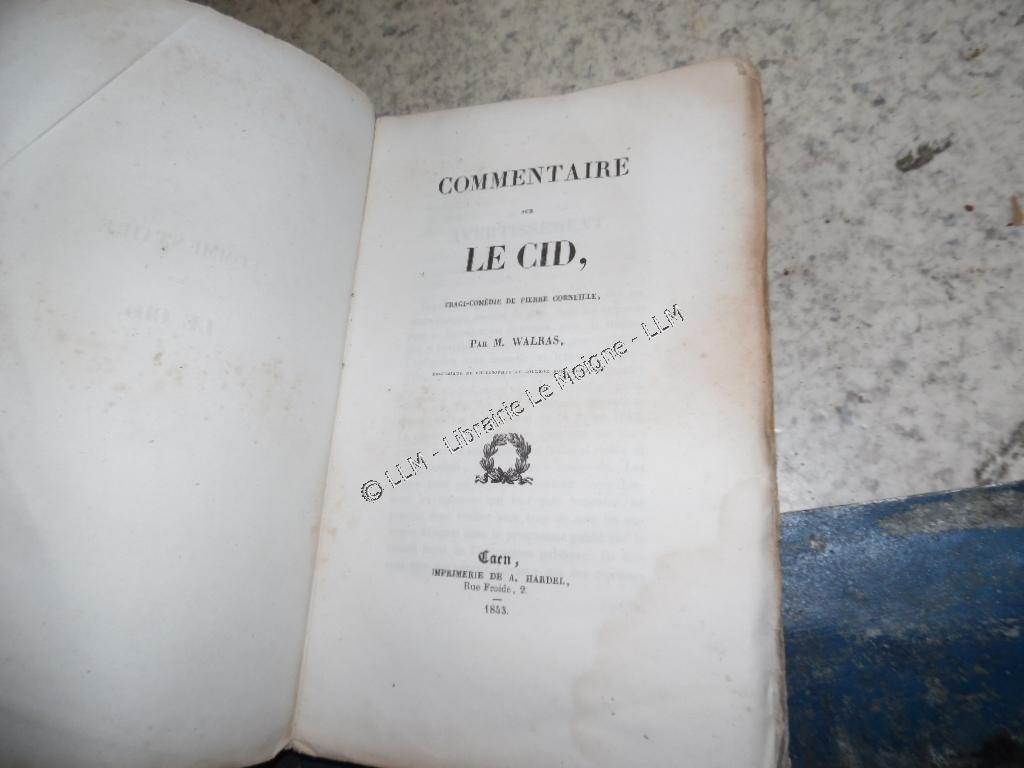 COMMENTAIRE
SUR
LE CID,
TRAGI-COMÉDIE DE PIERRE CORNEILLE,
PAR M. WALRAS,
© LLM - Librairie Le Moigne - LLM
Caen,
IMPRIMERIE DE A. HARDEL,
Rue Froide, 2.
1853.